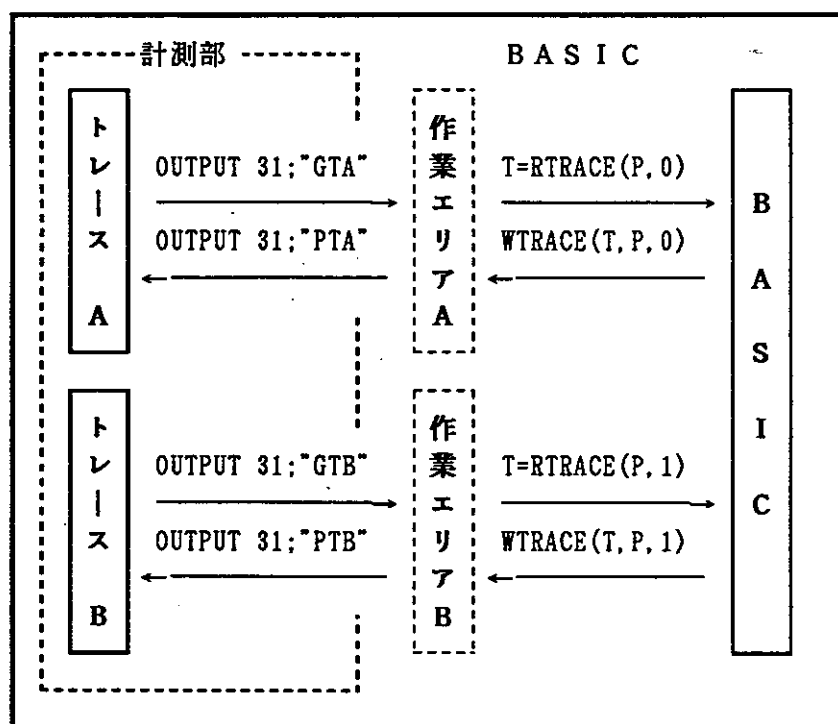 計測部
BASIC
トレース A
OUTPUT 31;"GTA"
OUTPUT 31;"PTA"
作業エリア A
T=RTRACE(P,0)
WTRACE(T,P,0)
トレース B
OUTPUT 31;"GTB"
OUTPUT 31;"PTB"
作業エリア B
T=RTRACE(P,1)
WTRACE(T,P,1)
BASIC